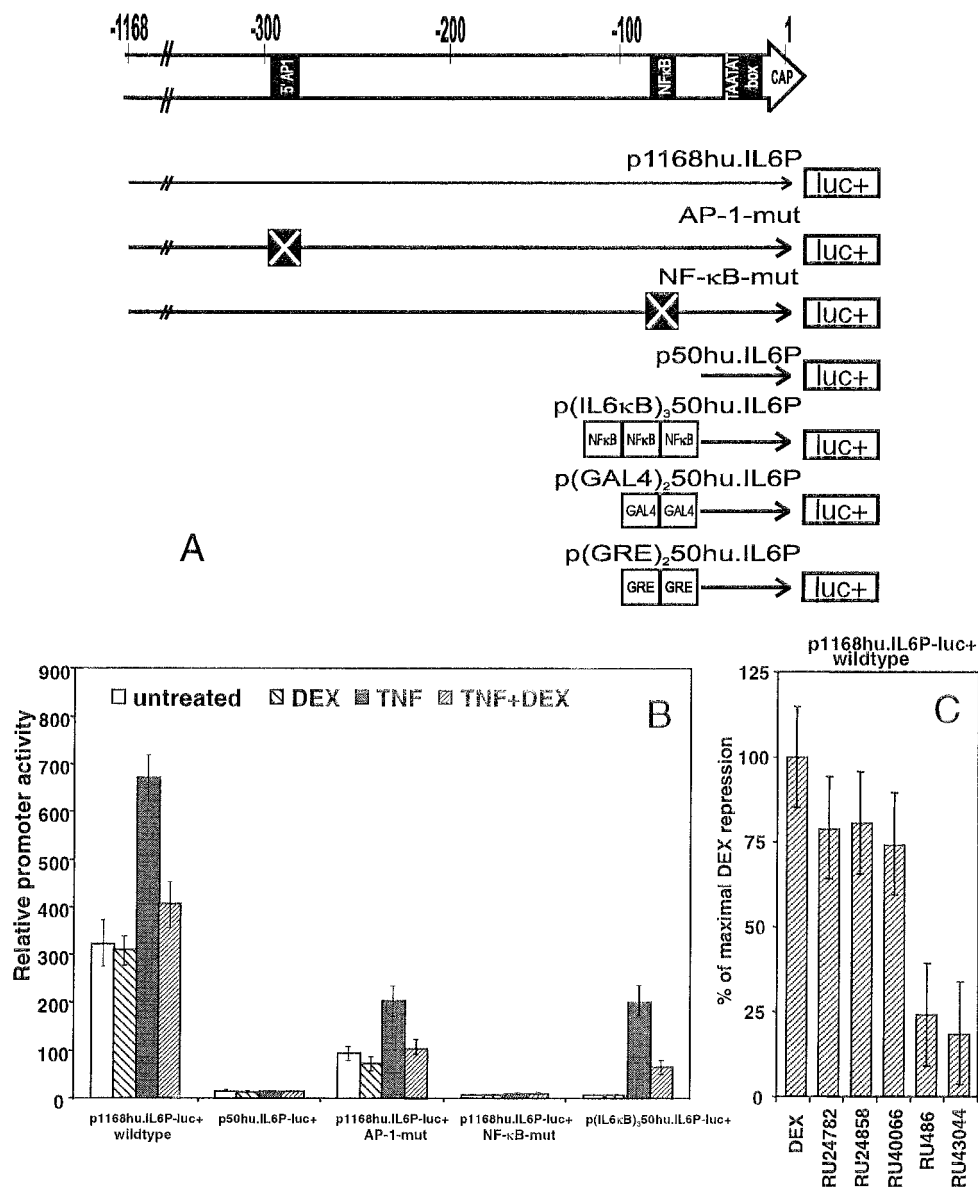 -1168 -300 -200 -100 1
5'AP1 NFκB TAATAT box CAP
p1168hu.IL6P
luc+
AP-1-mut
luc+
NF-κB-mut
luc+
p50hu.IL6P
luc+
p(IL6κB)₃50hu.IL6P
NFκB NFκB NFκB luc+
p(GAL4)₂50hu.IL6P
GAL4 GAL4 luc+
A
p(GRE)₂50hu.IL6P
GRE GRE luc+
Relative promoter activity
900
800
700
600
500
400
300
200
100
0
untreated DEX TNF TNF+DEX
B
p1168hu.IL6P-luc+
wildtype
p50hu.IL6P-luc+
p1168hu.IL6P-luc+
AP-1-mut
p1168hu.IL6P-luc+
NF-κB-mut
p(IL6κB)₃50hu.IL6P-luc+
p1168hu.IL6P-luc+
wildtype
C
% of maximal DEX repression
125
100
75
50
25
0
DEX
RU24782
RU24858
RU40066
RU486
RU43044